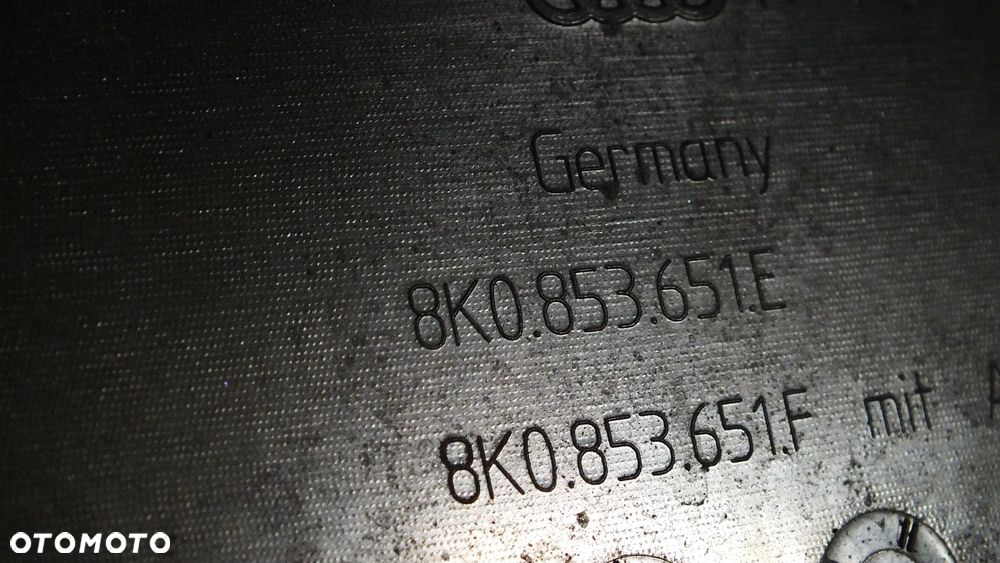 Germany
8K0.853.651.E
8K0.853.651.F mit
OTOMOTO